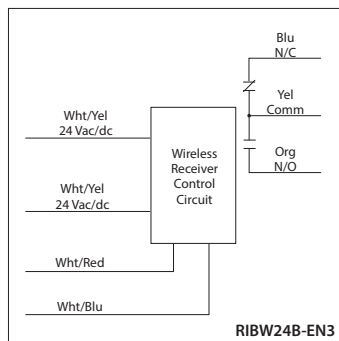 Blu
N/C
Yel
Comm
Org
N/O
Wht/Yel
24 Vac/dc
Wireless
Receiver
Control
Circuit
Wht/Yel
24 Vac/dc
Wht/Red
Wht/Blu
RIBW24B-EN3